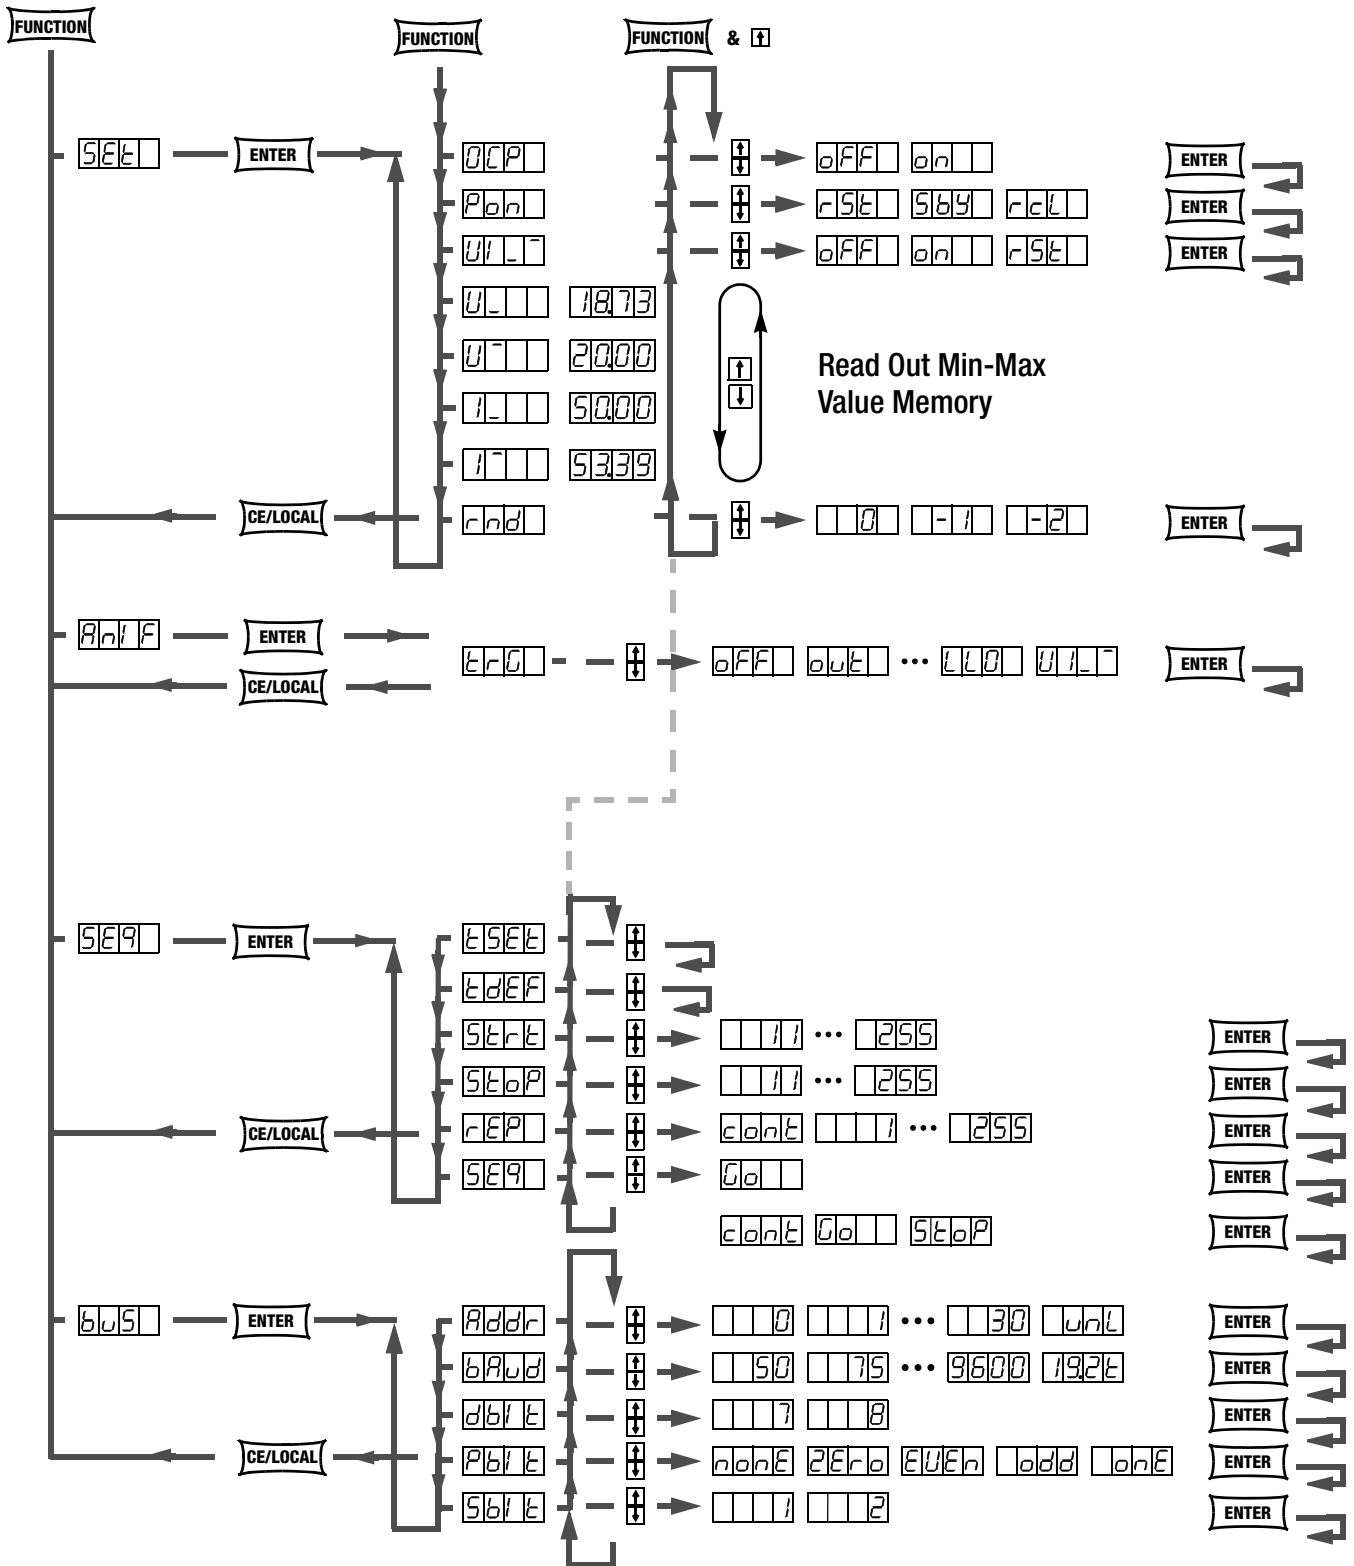 FUNCTION FUNCTION FUNCTION &
SEt ENTER OCP oFF on ENTER
Pon rSt Sby rcL ENTER
UI_¯ oFF on rSt ENTER
U_ 18.73
U¯ 20.00
Read Out Min-Max
Value Memory
I_ 50.00
I¯ 53.39
CE/LOCAL rnd 0 -1 -2 ENTER
AnIF ENTER trG oFF out ••• LLO UI_¯ ENTER
CE/LOCAL
SEq ENTER tSEt
tdEF
Strt 11 ••• 255 ENTER
StoP 11 ••• 255 ENTER
CE/LOCAL rEP cont 1 ••• 255 ENTER
SEq Go ENTER
cont Go StoP ENTER
buS ENTER Addr 0 1 ••• 30 unL ENTER
bAud 50 75 ••• 9600 19.2t ENTER
dbIt 7 8 ENTER
CE/LOCAL PbIt nonE 2Ero EUEn odd onE ENTER
SbIt 1 2 ENTER